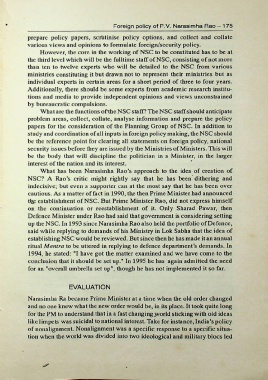 Foreign policy of P.V. Narasimha Rao – 175
prepare policy papers, scrutinise policy options, and collect and collate
various views and opinions to formulate foreign/security policy.
However, the core in the working of NSC to be constituted has to be at
the third level which will be the fulltime staff of NSC, consisting of not more
than ten to twelve experts who will be detailed to the NSC from various
ministries constituting it but drawn not to represent their ministries but as
individual experts in certain areas for a short period of three to four years.
Additionally, there should be some experts from academic research institu-
tions and media to provide independent opinions and views unconstrained
by bureaucratic compulsions.
What are the functions of the NSC staff? The NSC staff should anticipate
problem areas, collect, collate, analyse information and prepare the policy
papers for the consideration of the Planning Group of NSC. In addition to
study and coordination of all inputs in foreign policy making, the NSC should
be the reference point for clearing all statements on foreign policy, national
security issues before they are issued by the Ministries of Ministers. This will
be the body that will discipline the politician in a Minister, in the larger
interest of the nation and its interest.
What has been Narasimha Rao's approach to the idea of creation of
NSC? A Rao's critic might rightly say that he has been dithering and
indecisive; but even a supporter can at the most say that he has been over
cautious. As a matter of fact in 1990, the then Prime Minister had announced
the establishment of NSC. But Prime Minister Rao, did not express himself
on the continuation or reestablishment of it. Only Sharad Pawar, then
Defence Minister under Rao had said that government is considering setting
up the NSC. In 1993 since Narasimha Rao also held the portfolio of Defence,
said while replying to demands of his Ministry in Lok Sabha that the idea of
establishing NSC would be reviewed. But since then he has made it an annual
ritual Mantra to be uttered in replying to defence department's demands. In
1994, he stated: "I have got the matter examined and we have come to the
conclusion that it should be set up." In 1995 he has again admitted the need
for an "overall umbrella set up", though he has not implemented it so far.
EVALUATION
Narasimha Ra became Prime Minister at a time when the old order changed
and no one knew what the new order would be, in its place. It took quite long
for the PM to understand that in a fast changing world sticking with old ideas
like limpets was suicidal to national interest. Take for instance, India's policy
of nonalignment. Nonalignment was a specific response to a specific situa-
tion when the world was divided into two ideological and military blocs led